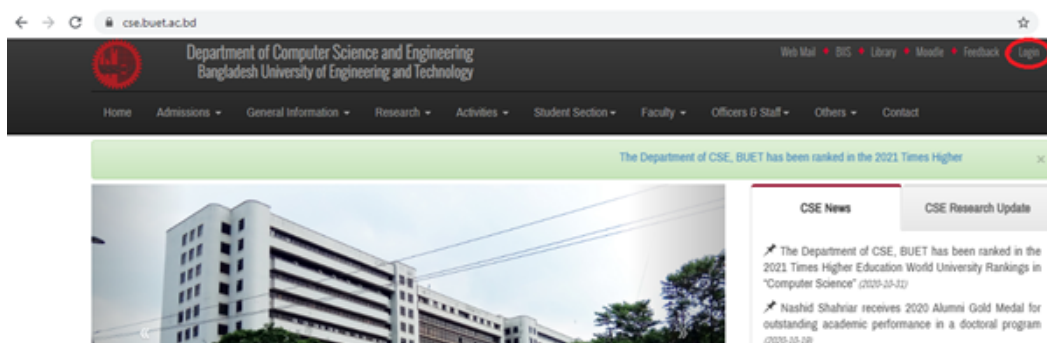 cse.buet.ac.bd
Department of Computer Science and Engineering
Bangladesh University of Engineering and Technology
Web Mail BIIS Library Moodle Feedback Login
Home Admissions General Information Research Activities Student Section Faculty Officers & Staff Others Contact
The Department of CSE, BUET has been ranked in the 2021 Times Higher
CSE News CSE Research Update
The Department of CSE, BUET has been ranked in the
2021 Times Higher Education World University Rankings in
"Computer Science" (2020-10-31)
Nashid Shahriar receives 2020 Alumni Gold Medal for
outstanding academic performance in a doctoral program
(2020-10-19)